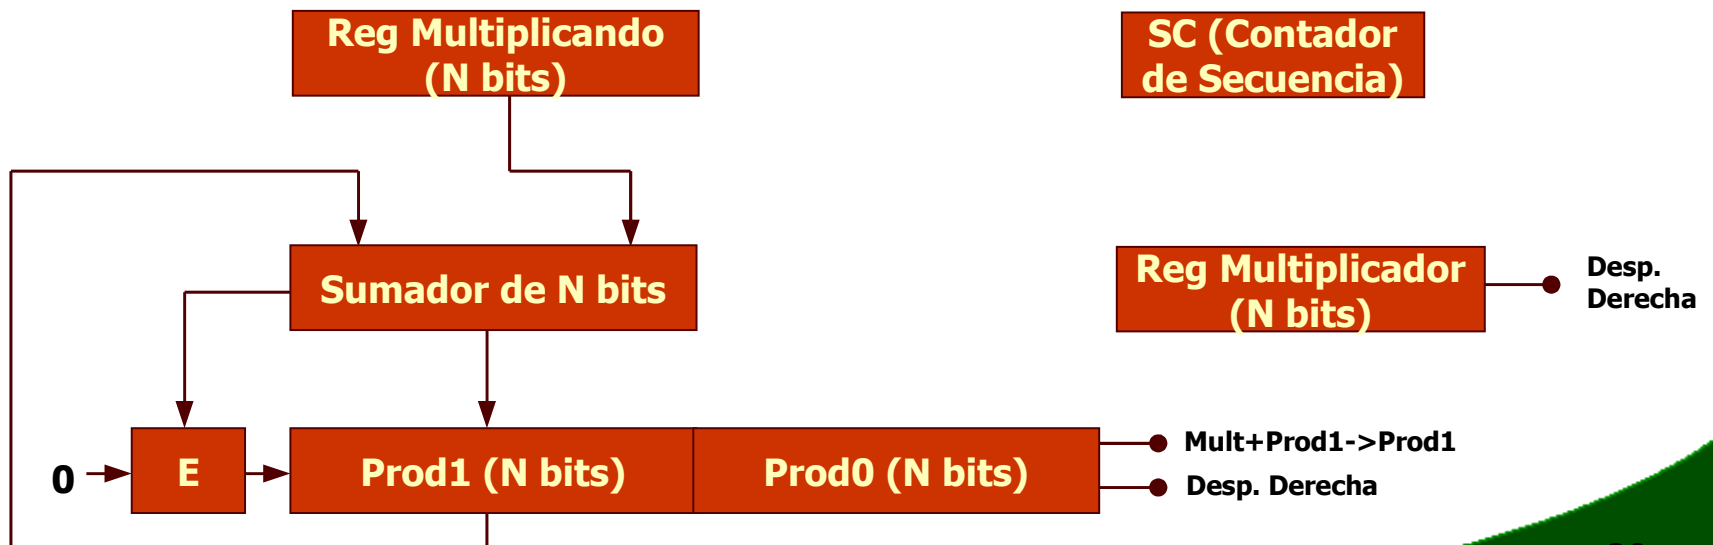 Reg Multiplicando
(N bits)
SC (Contador
de Secuencia)
Sumador de N bits
Reg Multiplicador
(N bits)
Desp.
Derecha
0
E
Prod1 (N bits)
Prod0 (N bits)
Mult+Prod1->Prod1
Desp. Derecha